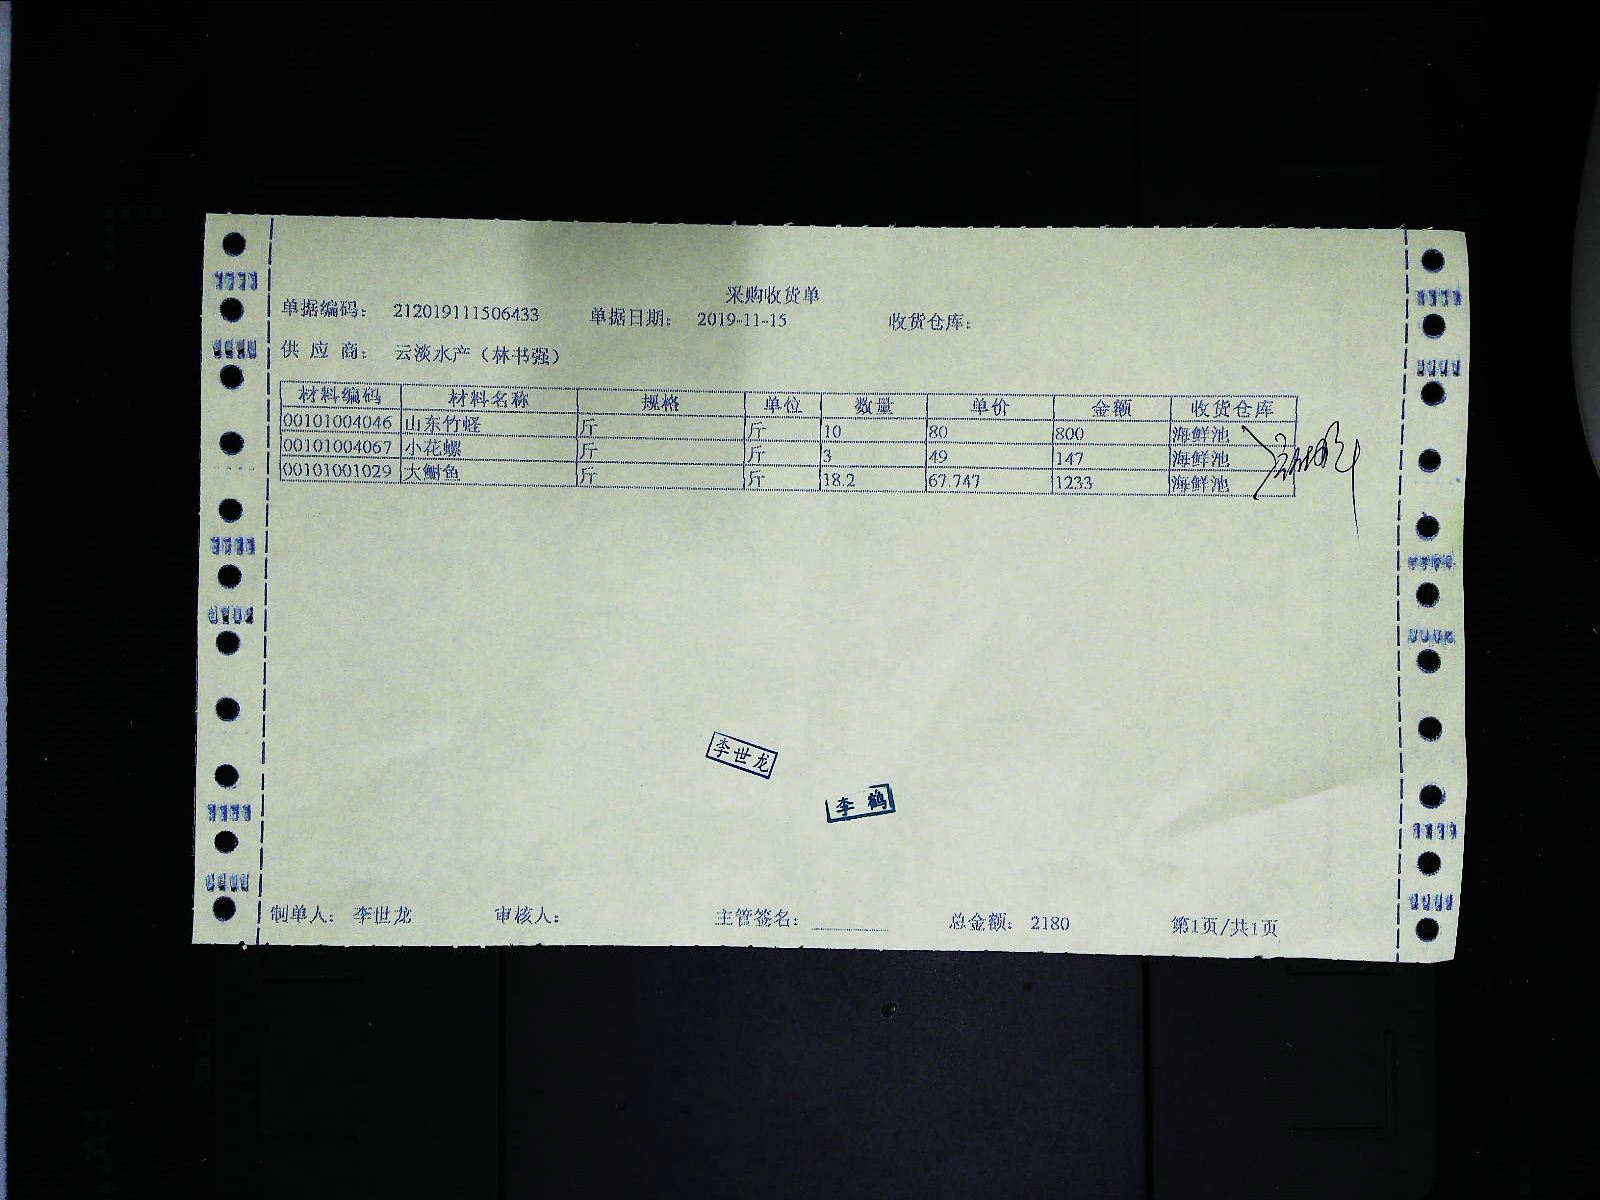 采购收货单
单据编码： 212019111506433 单据日期： 2019-11-15 收货仓库：
供 应 商： 云淡水产（林书强）
材料编码 材料名称 规格 单位 数量 单价 金额 收货仓库
00101004046 山东竹蛏 斤 斤 10 80 800 海鲜池
00101004067 小花螺 斤 斤 3 49 147 海鲜池
00101001029 大鮰鱼 斤 斤 18.2 67.747 1233 海鲜池
李世龙
李 鹤
制单人： 李世龙 审核人： 主管签名： 总金额： 2180 第1页/共1页